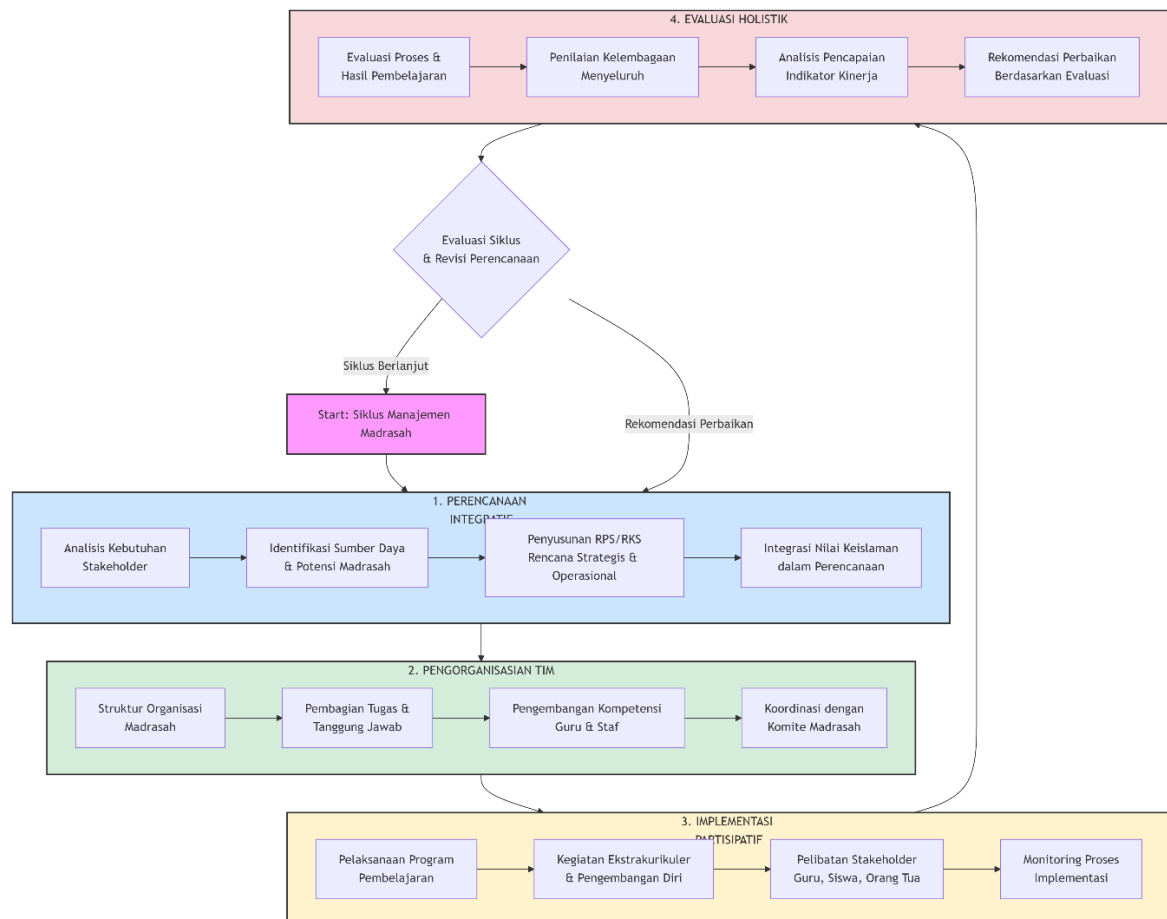 4. EVALUASI HOLISTIK
Evaluasi Proses &
Hasil Pembelajaran
Penilaian Kelembagaan
Menyeluruh
Analisis Pencapaian
Indikator Kinerja
Rekomendasi Perbaikan
Berdasarkan Evaluasi
Evaluasi Siklus
& Revisi Perencanaan
Siklus Berlanjut
Rekomendasi Perbaikan
Start: Siklus Manajemen
Madrasah
1. PERENCANAAN
INTEGRATIF
Analisis Kebutuhan
Stakeholder
Identifikasi Sumber Daya
& Potensi Madrasah
Penyusunan RPS/RKS
Rencana Strategis &
Operasional
Integrasi Nilai Keislaman
dalam Perencanaan
2. PENGORGANISASIAN TIM
Struktur Organisasi
Madrasah
Pembagian Tugas &
Tanggung Jawab
Pengembangan Kompetensi
Guru & Staf
Koordinasi dengan
Komite Madrasah
3. IMPLEMENTASI
PARTISIPATIF
Pelaksanaan Program
Pembelajaran
Kegiatan Ekstrakurikuler
& Pengembangan Diri
Pelibatan Stakeholder
Guru, Siswa, Orang Tua
Monitoring Proses
Implementasi